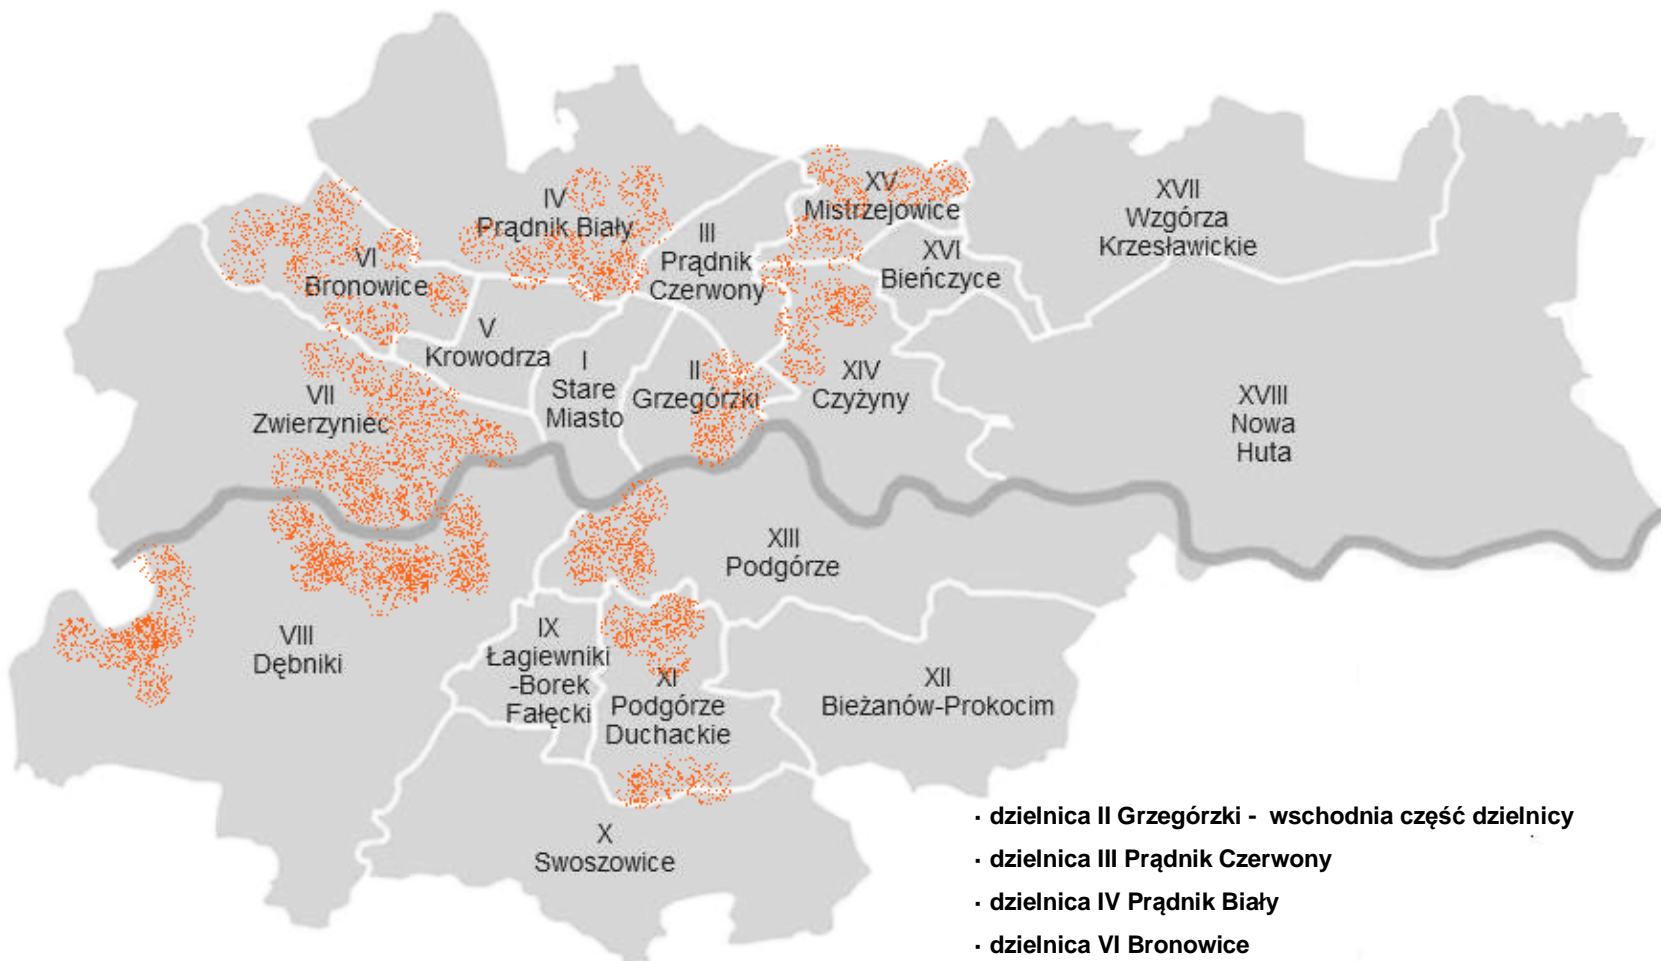 IV
Prądnik Biały
XV
Mistrzejowice
XVII
Wzgórza
Krzesławickie
III
Prądnik
Czerwony
XVI
Bieńczyce
VI
Bronowice
V
Krowodrza
I
Stare
Miasto
II
Grzegórzki
XIV
Czyżyny
VII
Zwierzyniec
XVIII
Nowa
Huta
XIII
Podgórze
VIII
Dębniki
IX
Łagiewniki
-Borek
Fałęcki
XI
Podgórze
Duchackie
XII
Bieżanów-Prokocim
X
Swoszowice
· dzielnica II Grzegórzki - wschodnia część dzielnicy
· dzielnica III Prądnik Czerwony
· dzielnica IV Prądnik Biały
· dzielnica VI Bronowice